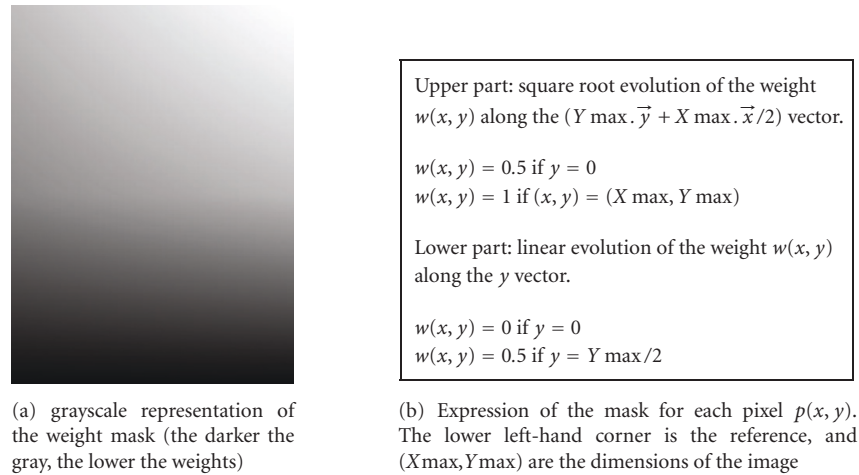 Upper part: square root evolution of the weight
w(x, y) along the (Y max. y⃗ + X max. x⃗/2) vector.
w(x, y) = 0.5 if y = 0
w(x, y) = 1 if (x, y) = (X max, Y max)
Lower part: linear evolution of the weight w(x, y)
along the y vector.
w(x, y) = 0 if y = 0
w(x, y) = 0.5 if y = Y max/2
(a) grayscale representation of
the weight mask (the darker the
gray, the lower the weights)
(b) Expression of the mask for each pixel p(x, y).
The lower left-hand corner is the reference, and
(Xmax,Ymax) are the dimensions of the image